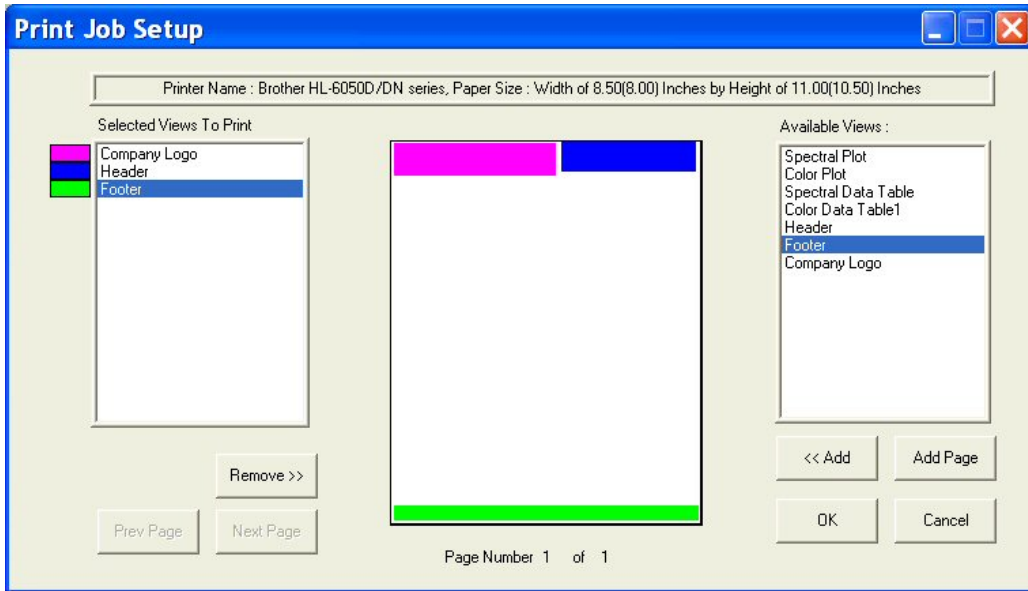 Print Job Setup
Printer Name : Brother HL-6050D/DN series, Paper Size : Width of 8.50(8.00) Inches by Height of 11.00(10.50) Inches
Selected Views To Print
Company Logo
Header
Footer
Available Views :
Spectral Plot
Color Plot
Spectral Data Table
Color Data Table1
Header
Footer
Company Logo
Remove >>
<< Add
Add Page
Prev Page
Next Page
OK
Cancel
Page Number 1 of 1